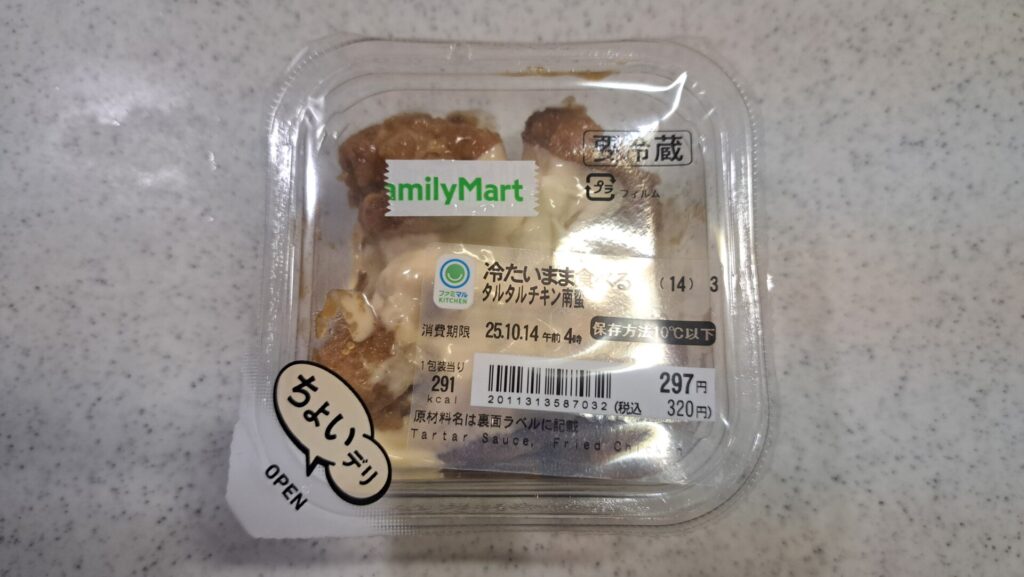 要冷蔵
プラ フィルム
amilyMart
ファミマル
KITCHEN
冷たいまま食べる (14) 3
タルタルチキン南蛮
消費期限 25.10.14 午前 4時 保存方法10℃以下
1包装当り
291
kcal
2011313587032
297円
(税込 320円)
原材料名は裏面ラベルに記載
Tartar Sauce, Fried Chicken
ちょいデリ
OPEN